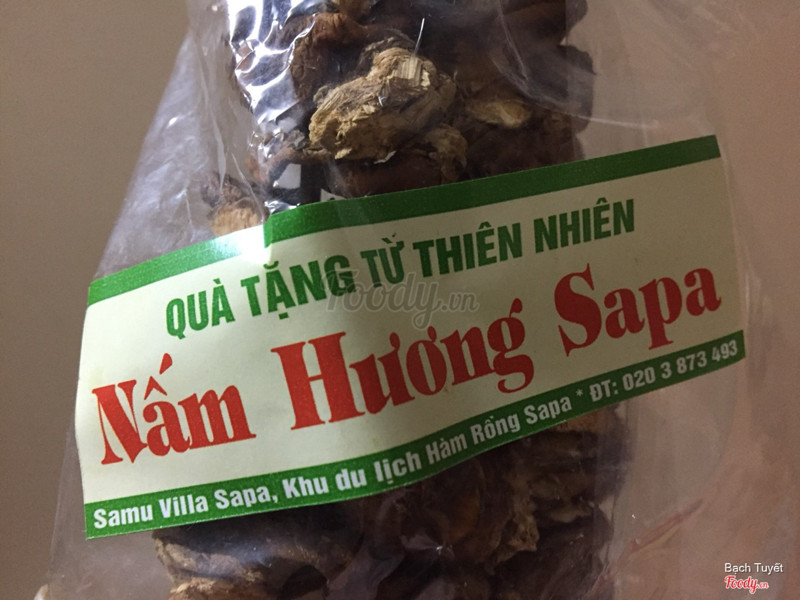 QUÀ TẶNG TỪ THIÊN NHIÊN
Nấm Hương Sapa
Samu Villa Sapa, Khu du lịch Hàm Rồng Sapa * ĐT: 020 3 873 493
Foody.vn
Bạch Tuyết
Foody.vn